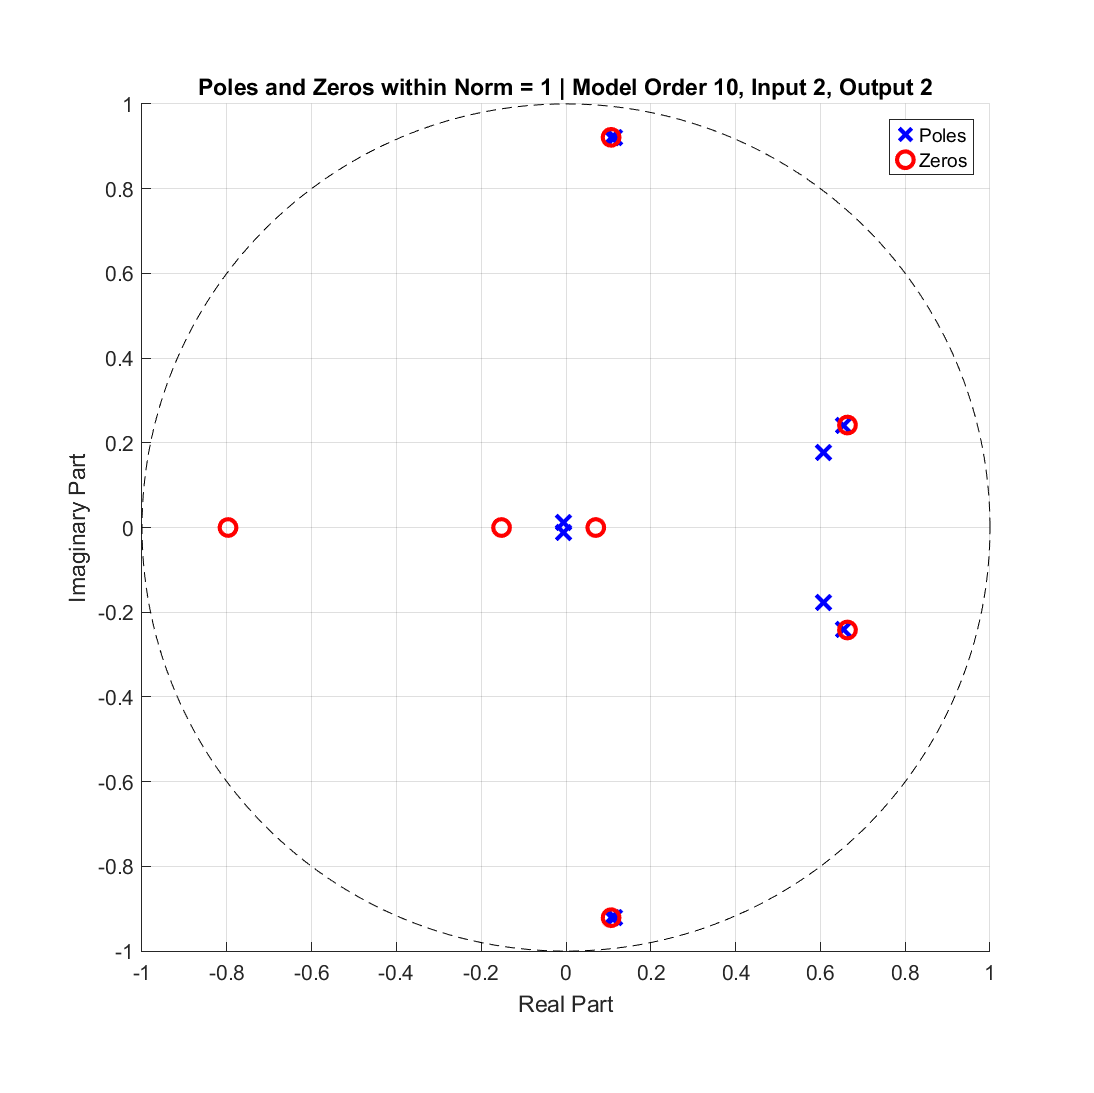 Poles and Zeros within Norm = 1 | Model Order 10, Input 2, Output 2
Poles
Zeros
1
0.8
0.6
0.4
0.2
0
-0.2
-0.4
-0.6
-0.8
-1
Imaginary Part
-1 -0.8 -0.6 -0.4 -0.2 0 0.2 0.4 0.6 0.8 1
Real Part